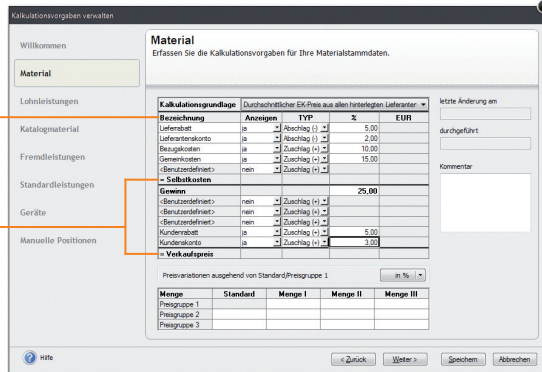 Kalkulationsvorgaben verwalten
Willkommen
Material
Lohnleistungen
Katalogmaterial
Fremdleistungen
Standardleistungen
Geräte
Manuelle Positionen
Material
Erfassen Sie die Kalkulationsvorgaben für Ihre Materialstammdaten.
Kalkulationsgrundlage Durchschnittlicher EK-Preis aus allen hinterlegten Lieferanter
Bezeichnung Anzeigen TYP % EUR
Lieferrabatt ja Abschlag (-) 5,00
Lieferantenskonto ja Abschlag (-) 2,00
Bezugskosten ja Zuschlag (+) 10,00
Gemeinkosten ja Zuschlag (+) 15,00
<Benutzerdefiniert> nein Zuschlag (+)
= Selbstkosten
Gewinn 25,00
<Benutzerdefiniert> nein Zuschlag (+)
<Benutzerdefiniert> nein Zuschlag (+)
<Benutzerdefiniert> nein Zuschlag (+)
Kundenrabatt ja Zuschlag (+) 5,00
Kundenskonto ja Zuschlag (+) 3,00
= Verkaufspreis
Preisvariationen ausgehend von Standard/Preisgruppe 1 in %
Menge Standard Menge I Menge II Menge III
Preisgruppe 1
Preisgruppe 2
Preisgruppe 3
letzte Änderung am
durchgeführt
Kommentar
Hilfe
< Zurück
Weiter >
Speichern
Abbrechen